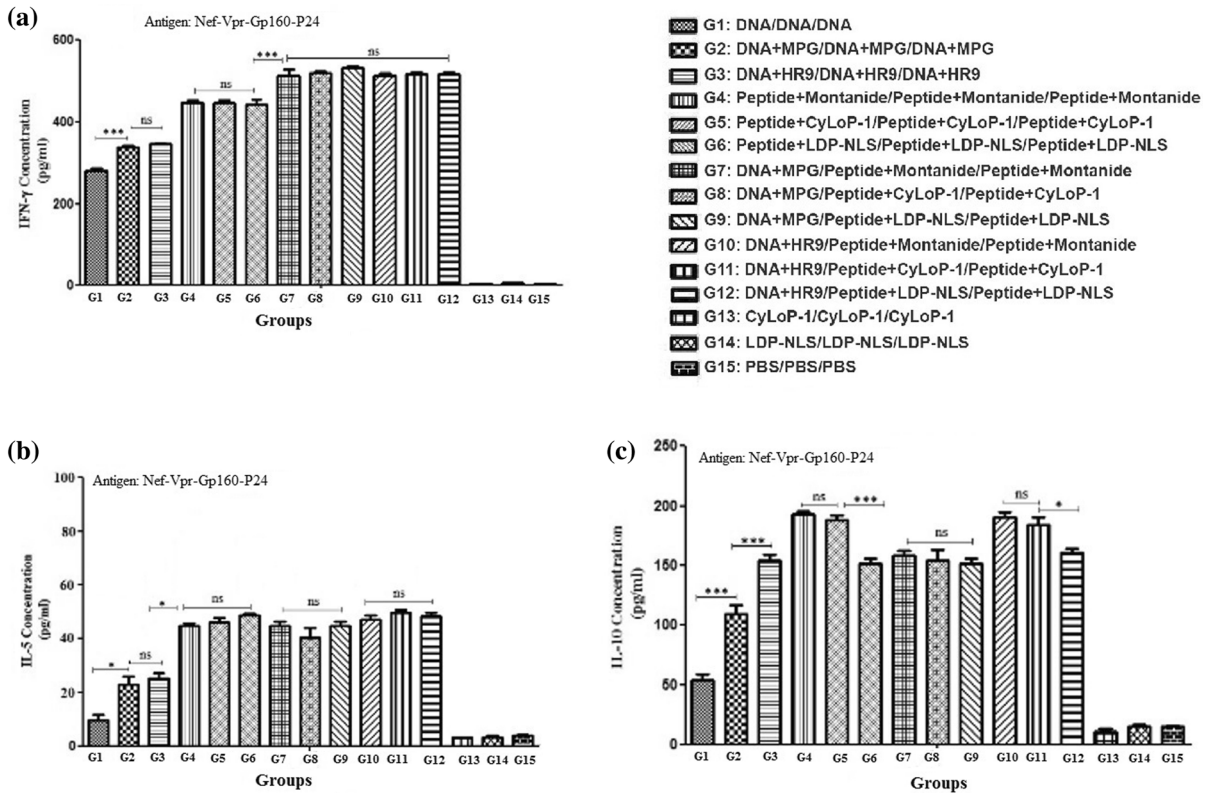 (a)
Antigen: Nef-Vpr-Gp160-P24
600
400
200
0
IFN-γ Concentration
(pg/ml)
***
ns
ns
***
ns
G1 G2 G3 G4 G5 G6 G7 G8 G9 G10 G11 G12 G13 G14 G15
Groups
G1: DNA/DNA/DNA
G2: DNA+MPG/DNA+MPG/DNA+MPG
G3: DNA+HR9/DNA+HR9/DNA+HR9
G4: Peptide+Montanide/Peptide+Montanide/Peptide+Montanide
G5: Peptide+CyLoP-1/Peptide+CyLoP-1/Peptide+CyLoP-1
G6: Peptide+LDP-NLS/Peptide+LDP-NLS/Peptide+LDP-NLS
G7: DNA+MPG/Peptide+Montanide/Peptide+Montanide
G8: DNA+MPG/Peptide+CyLoP-1/Peptide+CyLoP-1
G9: DNA+MPG/Peptide+LDP-NLS/Peptide+LDP-NLS
G10: DNA+HR9/Peptide+Montanide/Peptide+Montanide
G11: DNA+HR9/Peptide+CyLoP-1/Peptide+CyLoP-1
G12: DNA+HR9/Peptide+LDP-NLS/Peptide+LDP-NLS
G13: CyLoP-1/CyLoP-1/CyLoP-1
G14: LDP-NLS/LDP-NLS/LDP-NLS
G15: PBS/PBS/PBS
(b)
Antigen: Nef-Vpr-Gp160-P24
100
80
60
40
20
0
IL-5 Concentration
(pg/ml)
*
ns
*
ns
ns
ns
G1 G2 G3 G4 G5 G6 G7 G8 G9 G10 G11 G12 G13 G14 G15
Groups
(c)
Antigen: Nef-Vpr-Gp160-P24
250
200
150
100
50
0
IL-10 Concentration
(pg/ml)
***
***
ns
***
ns
ns
*
G1 G2 G3 G4 G5 G6 G7 G8 G9 G10 G11 G12 G13 G14 G15
Groups